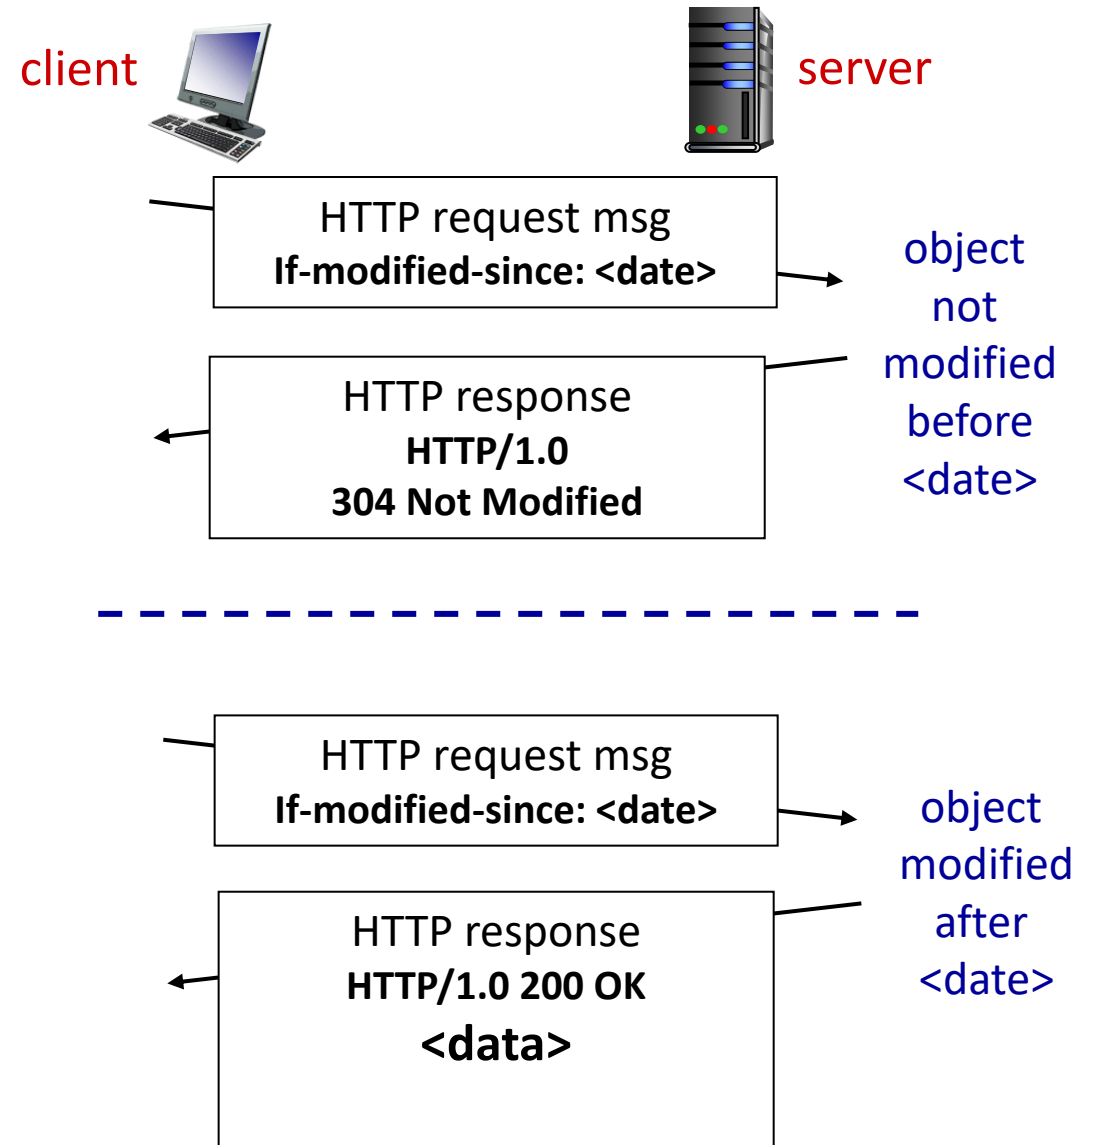 client
server
HTTP request msg
If-modified-since: <date>
object
not
modified
before
<date>
HTTP response
HTTP/1.0
304 Not Modified
HTTP request msg
If-modified-since: <date>
object
modified
after
<date>
HTTP response
HTTP/1.0 200 OK
<data>